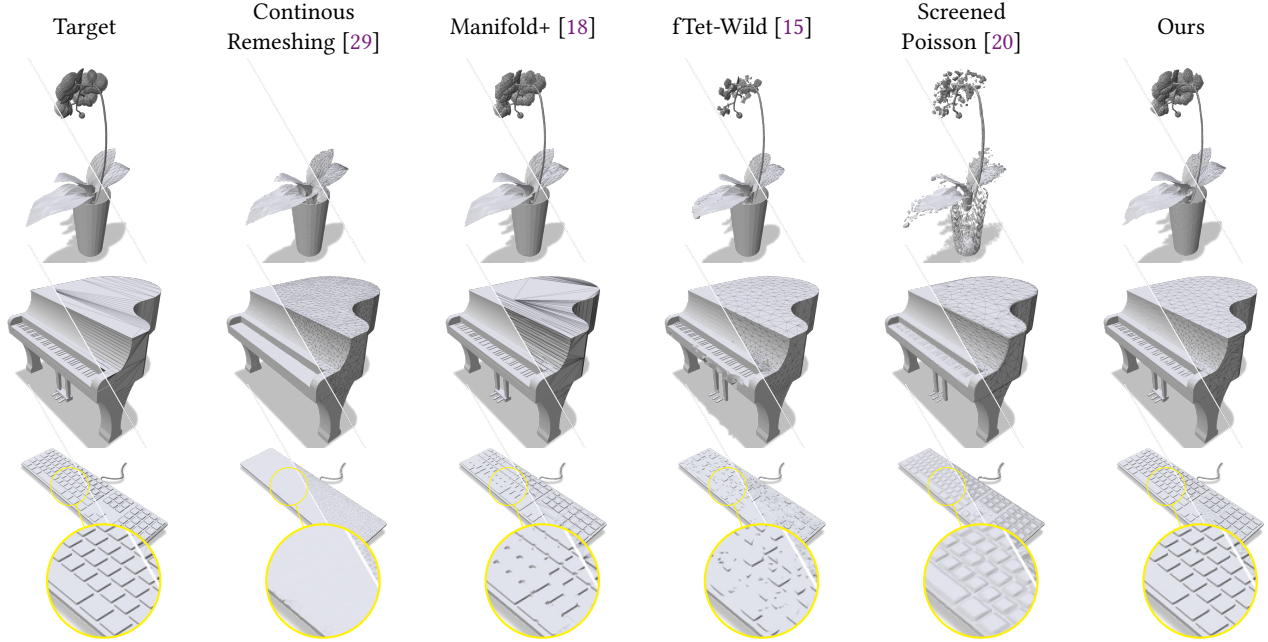 Target
Continous
Remeshing [29]
Manifold+ [18]
fTet-Wild [15]
Screened
Poisson [20]
Ours